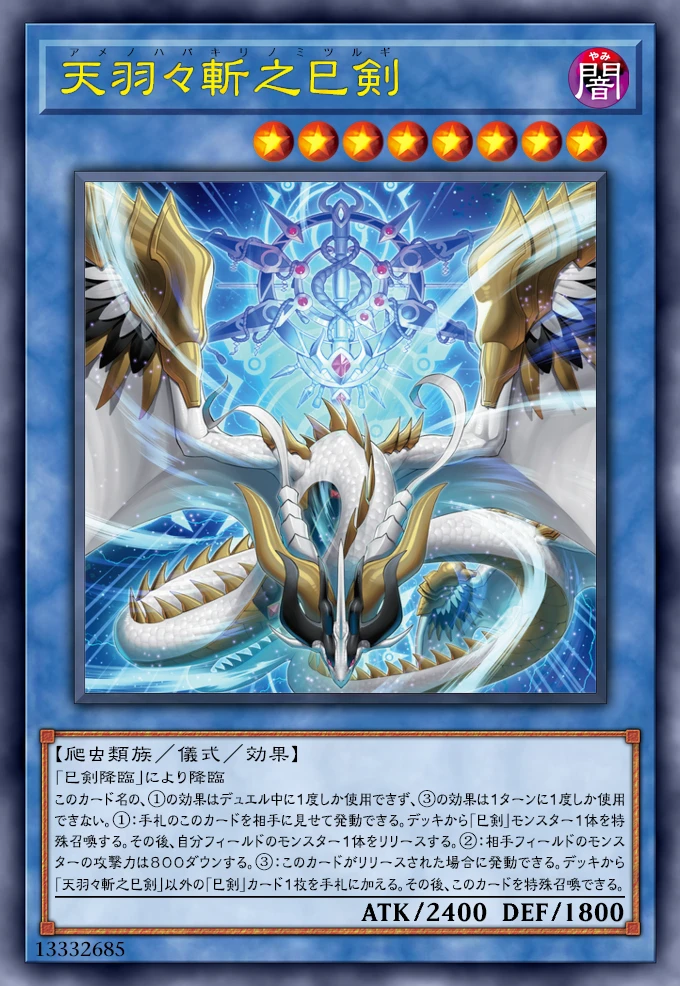 アメノハバキリノミツルギ
天羽々斬之巳剣
やみ
闇
【爬虫類族／儀式／効果】
「巳剣降臨」により降臨
このカード名の、①の効果はデュエル中に1度しか使用できず、③の効果は1ターンに1度しか使用
できない。①：手札のこのカードを相手に見せて発動できる。デッキから「巳剣」モンスター1体を特
殊召喚する。その後、自分フィールドのモンスター1体をリリースする。②：相手フィールドのモンス
ターの攻撃力は800ダウンする。③：このカードがリリースされた場合に発動できる。デッキから
「天羽々斬之巳剣」以外の「巳剣」カード1枚を手札に加える。その後、このカードを特殊召喚できる。
ATK/2400 DEF/1800
13332685